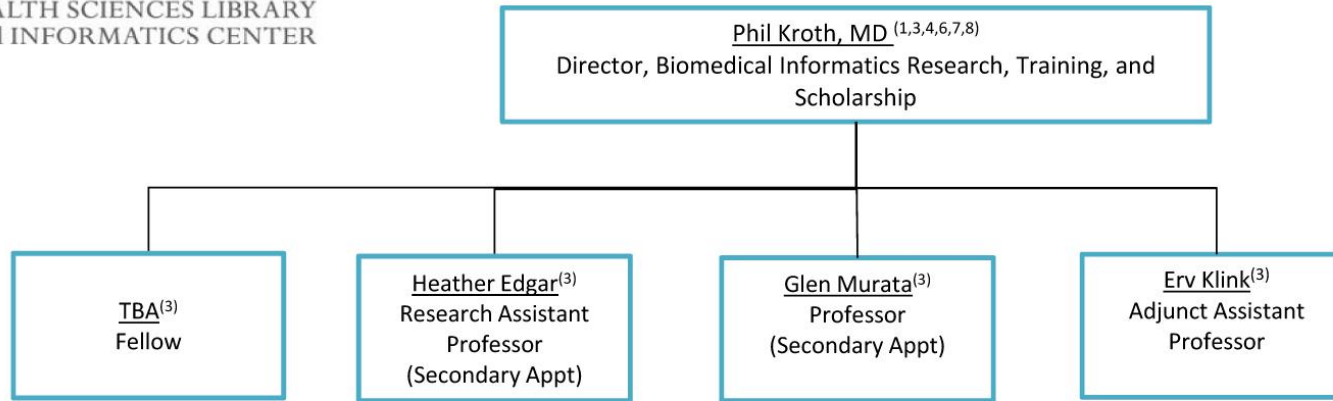 ALTH SCIENCES LIBRARY
INFORMATICS CENTER
Phil Kroth, MD (1,3,4,6,7,8)
Director, Biomedical Informatics Research, Training, and
Scholarship
TBA(3)
Fellow
Heather Edgar(3)
Research Assistant
Professor
(Secondary Appt)
Glen Murata(3)
Professor
(Secondary Appt)
Erv Klink(3)
Adjunct Assistant
Professor